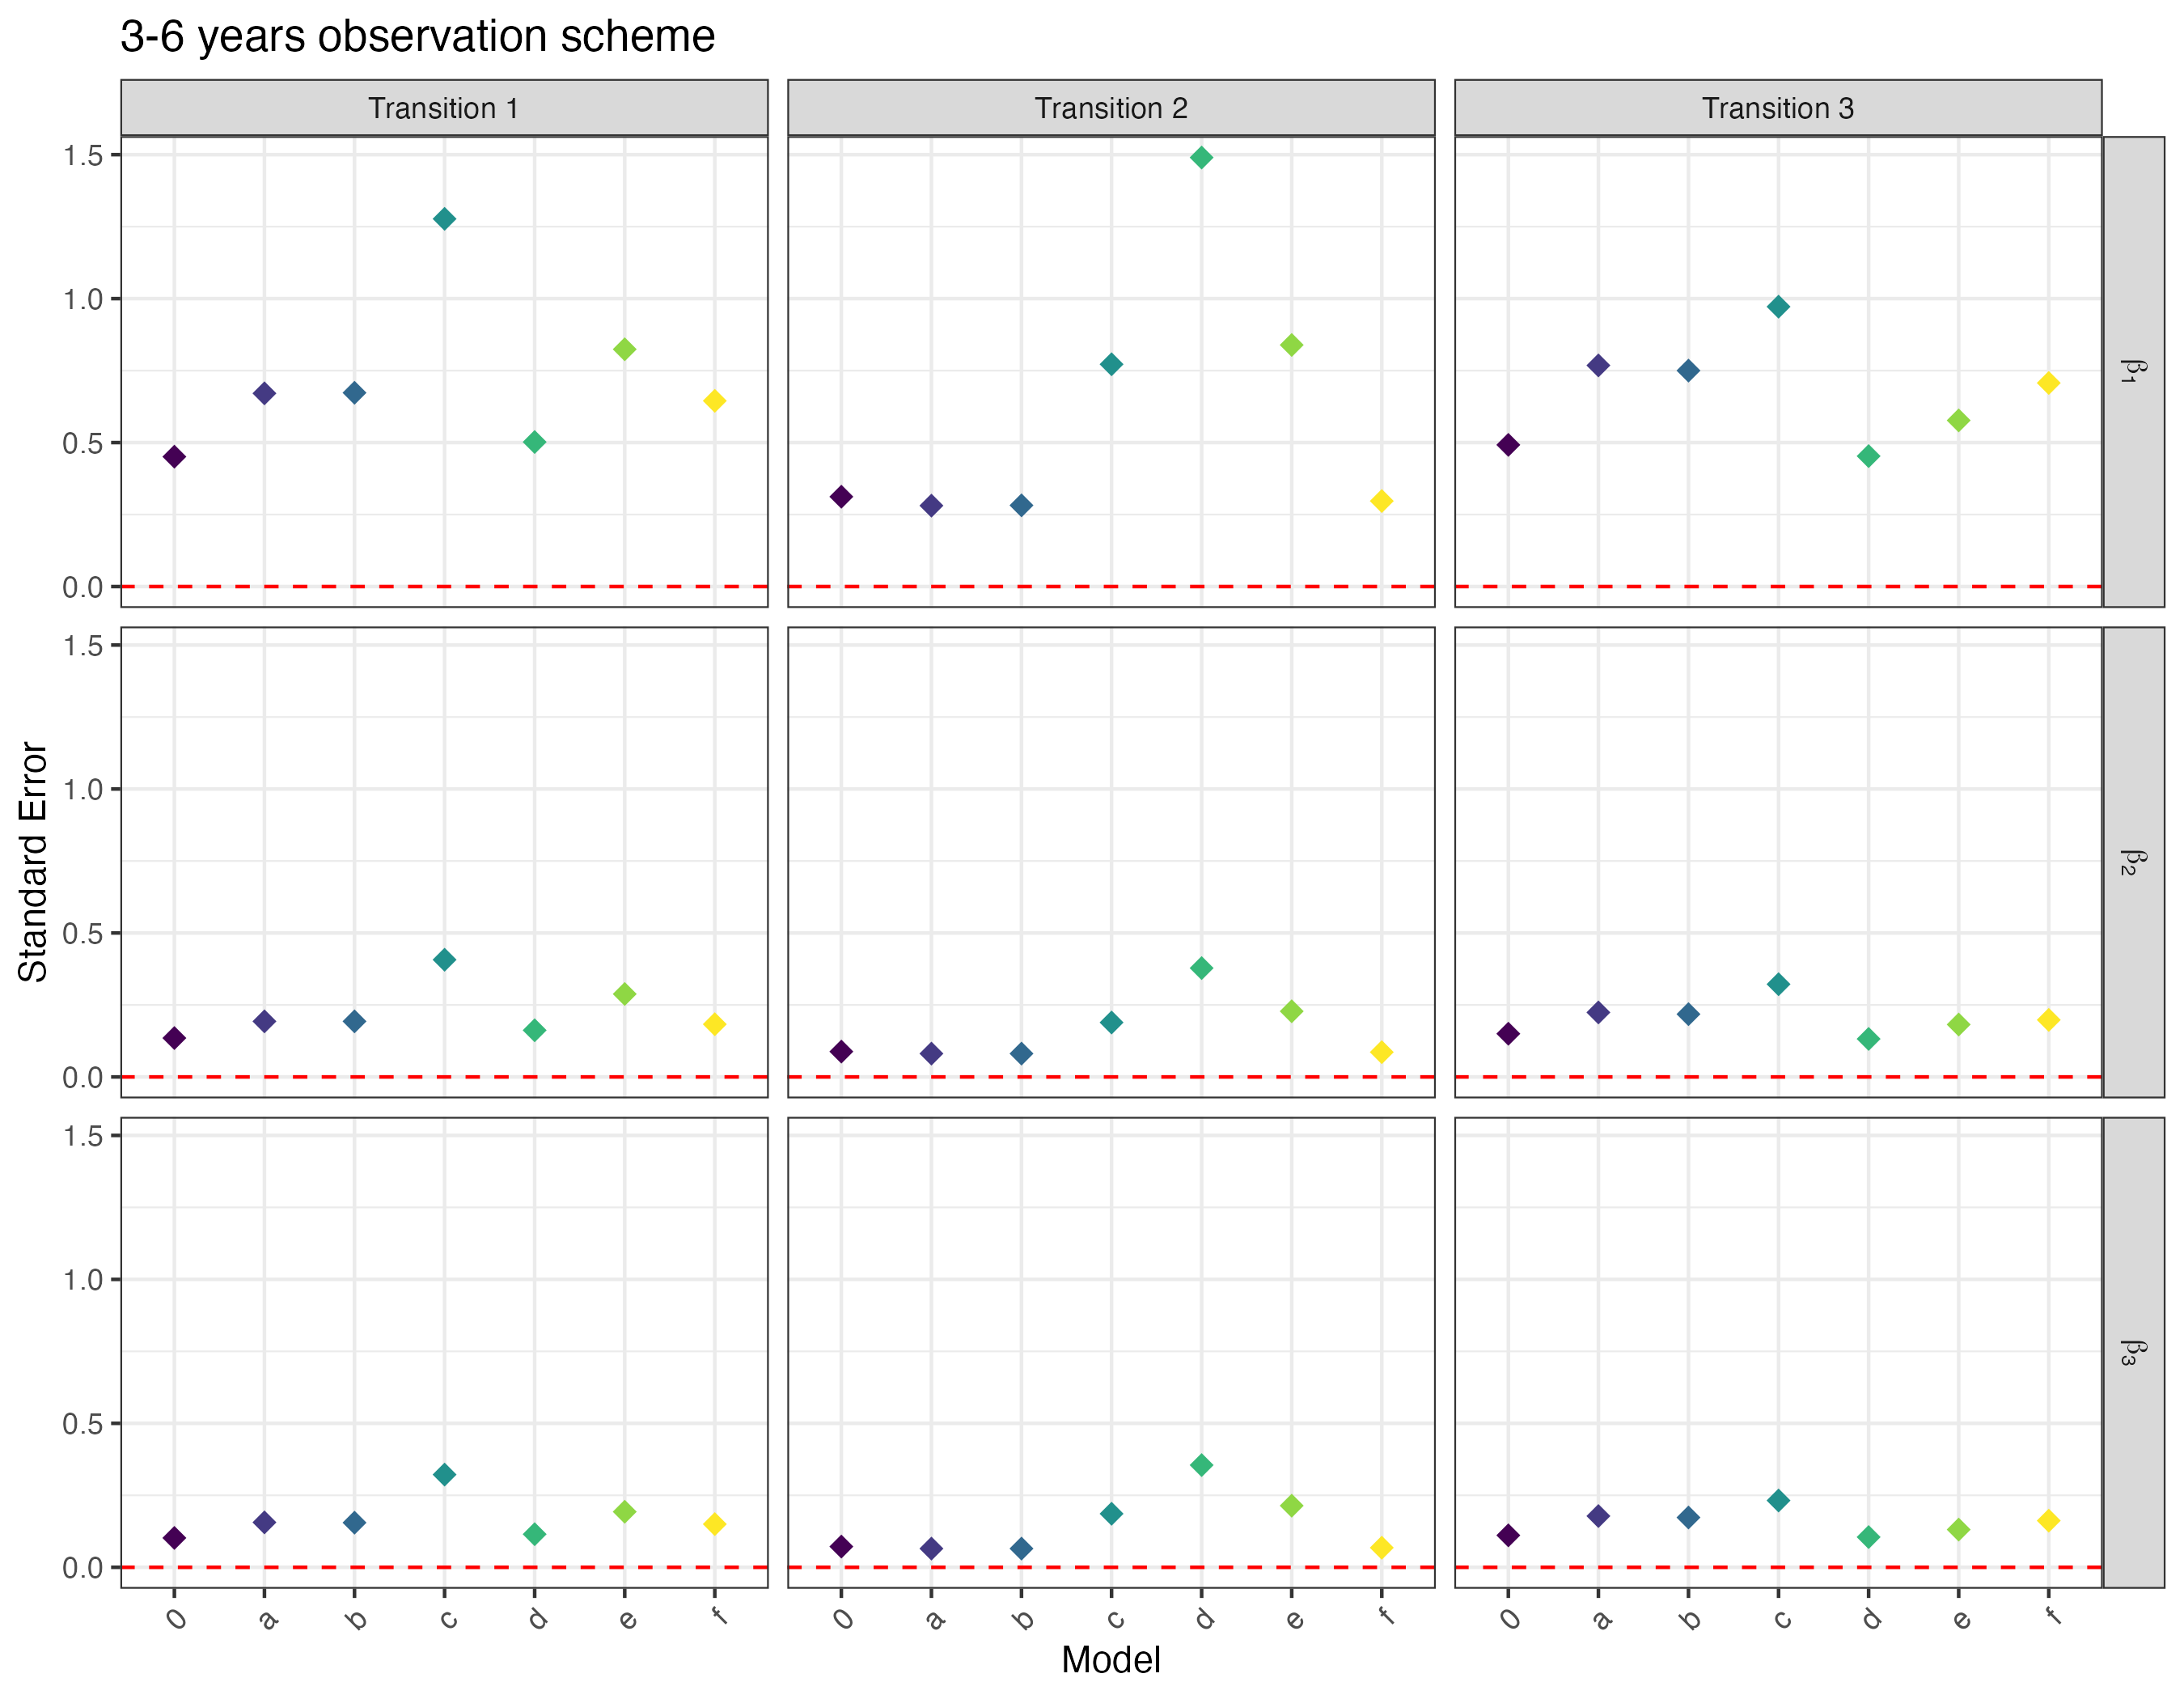 3-6 years observation scheme
Transition 1
Transition 2
Transition 3
1.5
1.0
0.5
0.0
β1
1.5
1.0
0.5
0.0
β2
1.5
1.0
0.5
0.0
β3
Standard Error
0 a b c d e f
0 a b c d e f
0 a b c d e f
Model